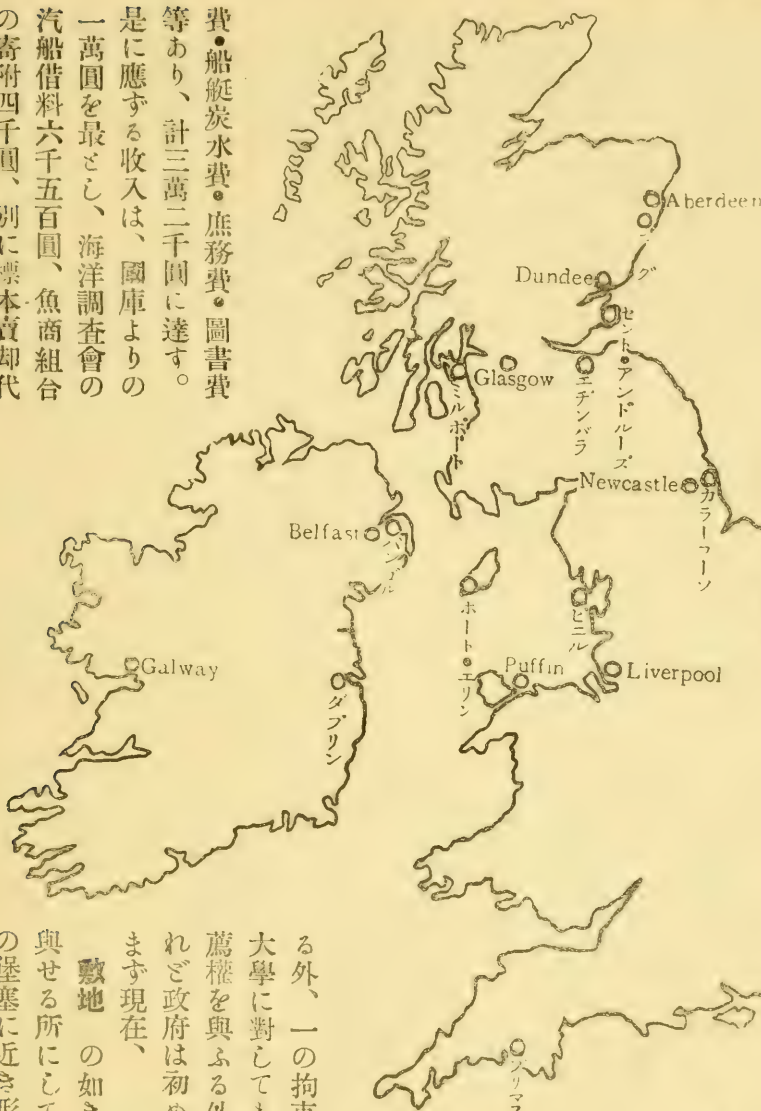 費●船艇炭水費●庶務費●圖書費
等あり、計三萬二千圓に達す。
是に應ずる收入は、國庫よりの
一萬圓を最とし、海洋調査會の
汽船借料六千五百圓、魚商組合
の寄附四千圓、別に標本賣却代
Aberdeen
Dundee
セント●アンドルーズ
Glasgow
ミルポート
エヂンバラ
Newcastle
カラーコーツ
Belfast
バンゴル
ポート●エリン
ピール
Galway
Puffin
Liverpool
ダブリン
プリマス
る外、一の拘束
大學に對しても
薦權を與ふる外
れど政府は初め
まず現在、
敷地 の如き
與せる所にして
の堡塞に近き形